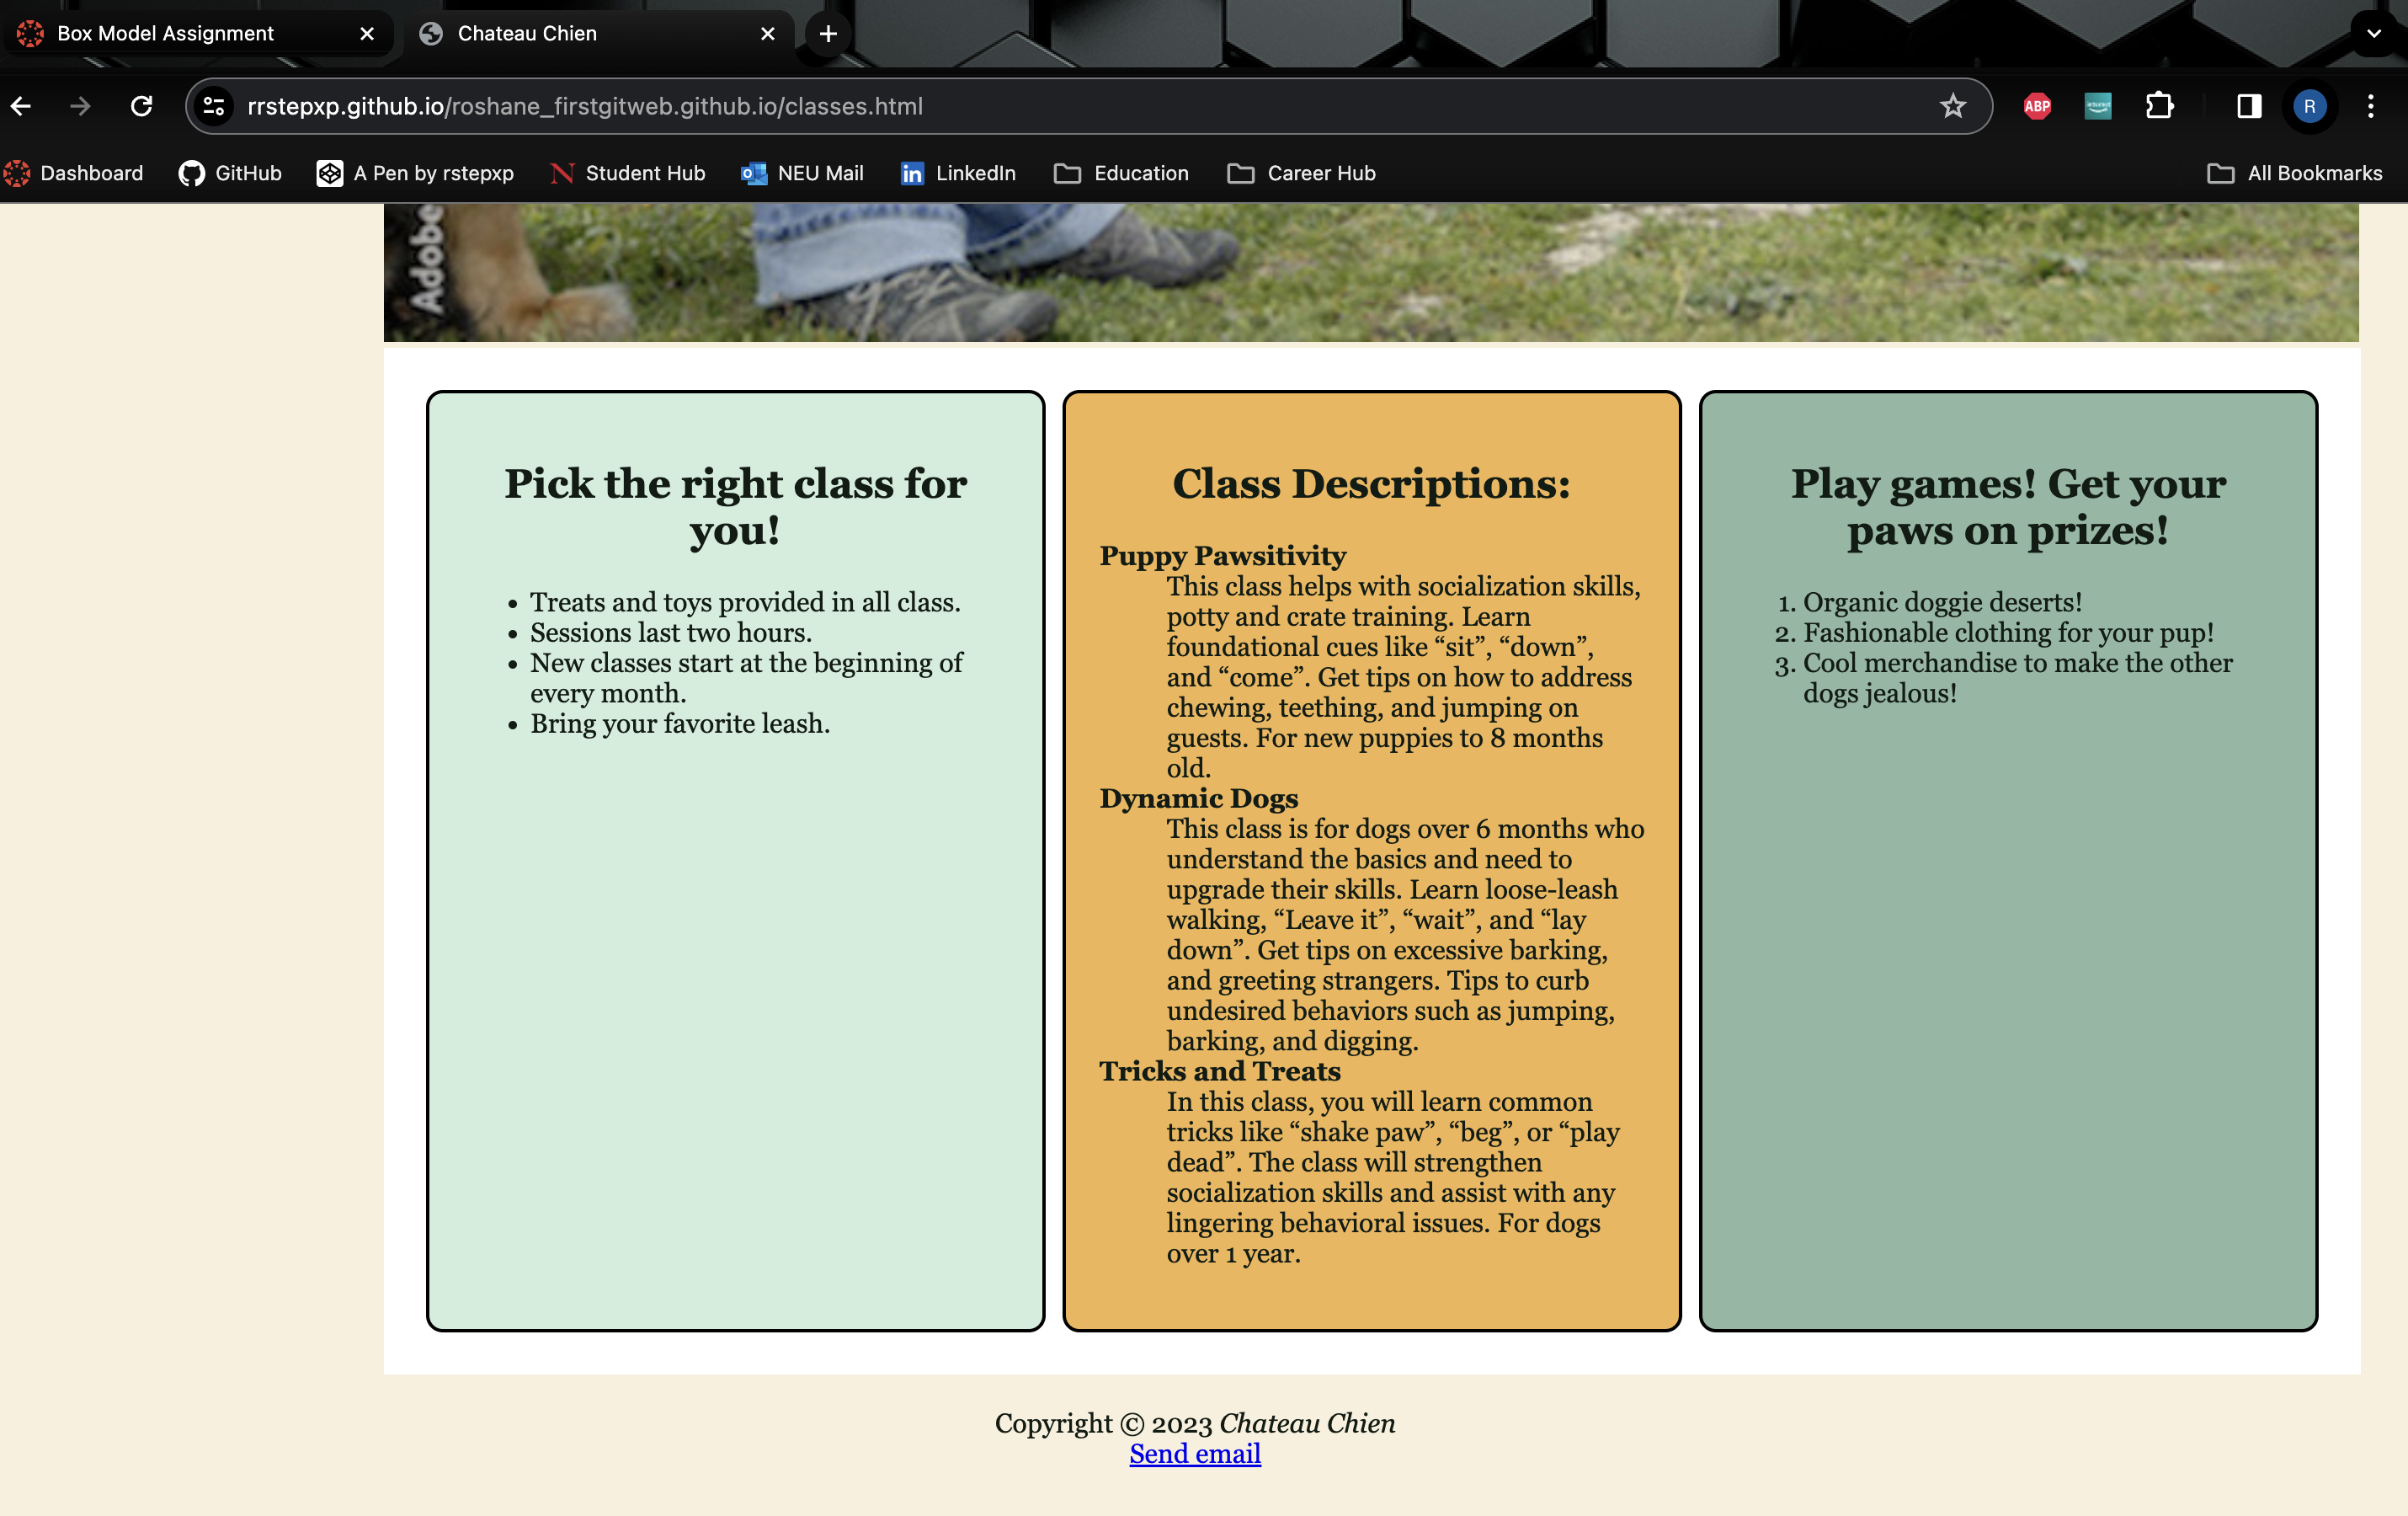 Box Model Assignment
Chateau Chien
rrstepxp.github.io/roshane_firstgitweb.github.io/classes.html
ABP
R
Dashboard
GitHub
A Pen by rstepxp
Student Hub
NEU Mail
LinkedIn
Education
Career Hub
All Bookmarks
Adobe
Pick the right class for
you!
• Treats and toys provided in all class.
• Sessions last two hours.
• New classes start at the beginning of
every month.
• Bring your favorite leash.
Class Descriptions:
Puppy Pawsitivity
This class helps with socialization skills,
potty and crate training. Learn
foundational cues like “sit”, “down”,
and “come”. Get tips on how to address
chewing, teething, and jumping on
guests. For new puppies to 8 months
old.
Dynamic Dogs
This class is for dogs over 6 months who
understand the basics and need to
upgrade their skills. Learn loose-leash
walking, “Leave it”, “wait”, and “lay
down”. Get tips on excessive barking,
and greeting strangers. Tips to curb
undesired behaviors such as jumping,
barking, and digging.
Tricks and Treats
In this class, you will learn common
tricks like “shake paw”, “beg”, or “play
dead”. The class will strengthen
socialization skills and assist with any
lingering behavioral issues. For dogs
over 1 year.
Play games! Get your
paws on prizes!
1. Organic doggie deserts!
2. Fashionable clothing for your pup!
3. Cool merchandise to make the other
dogs jealous!
Copyright © 2023 Chateau Chien
Send email